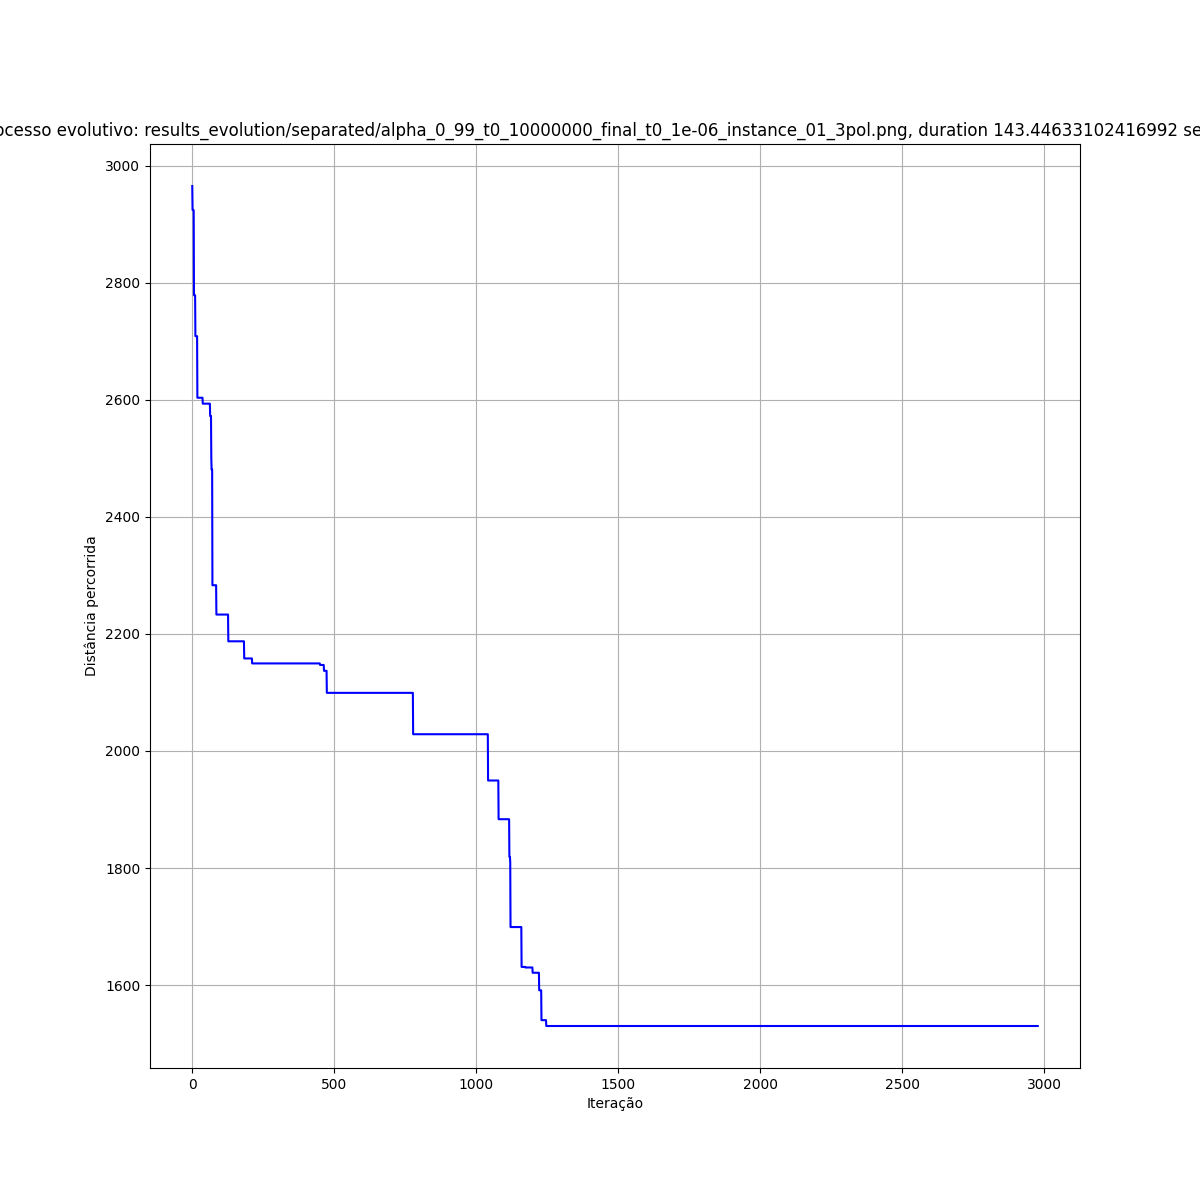 ocesso evolutivo: results_evolution/separated/alpha_0_99_t0_10000000_final_t0_1e-06_instance_01_3pol.png, duration 143.44633102416992 se
3000
2800
2600
2400
2200
2000
1800
1600
Distância percorrida
0 500 1000 1500 2000 2500 3000
Iteração